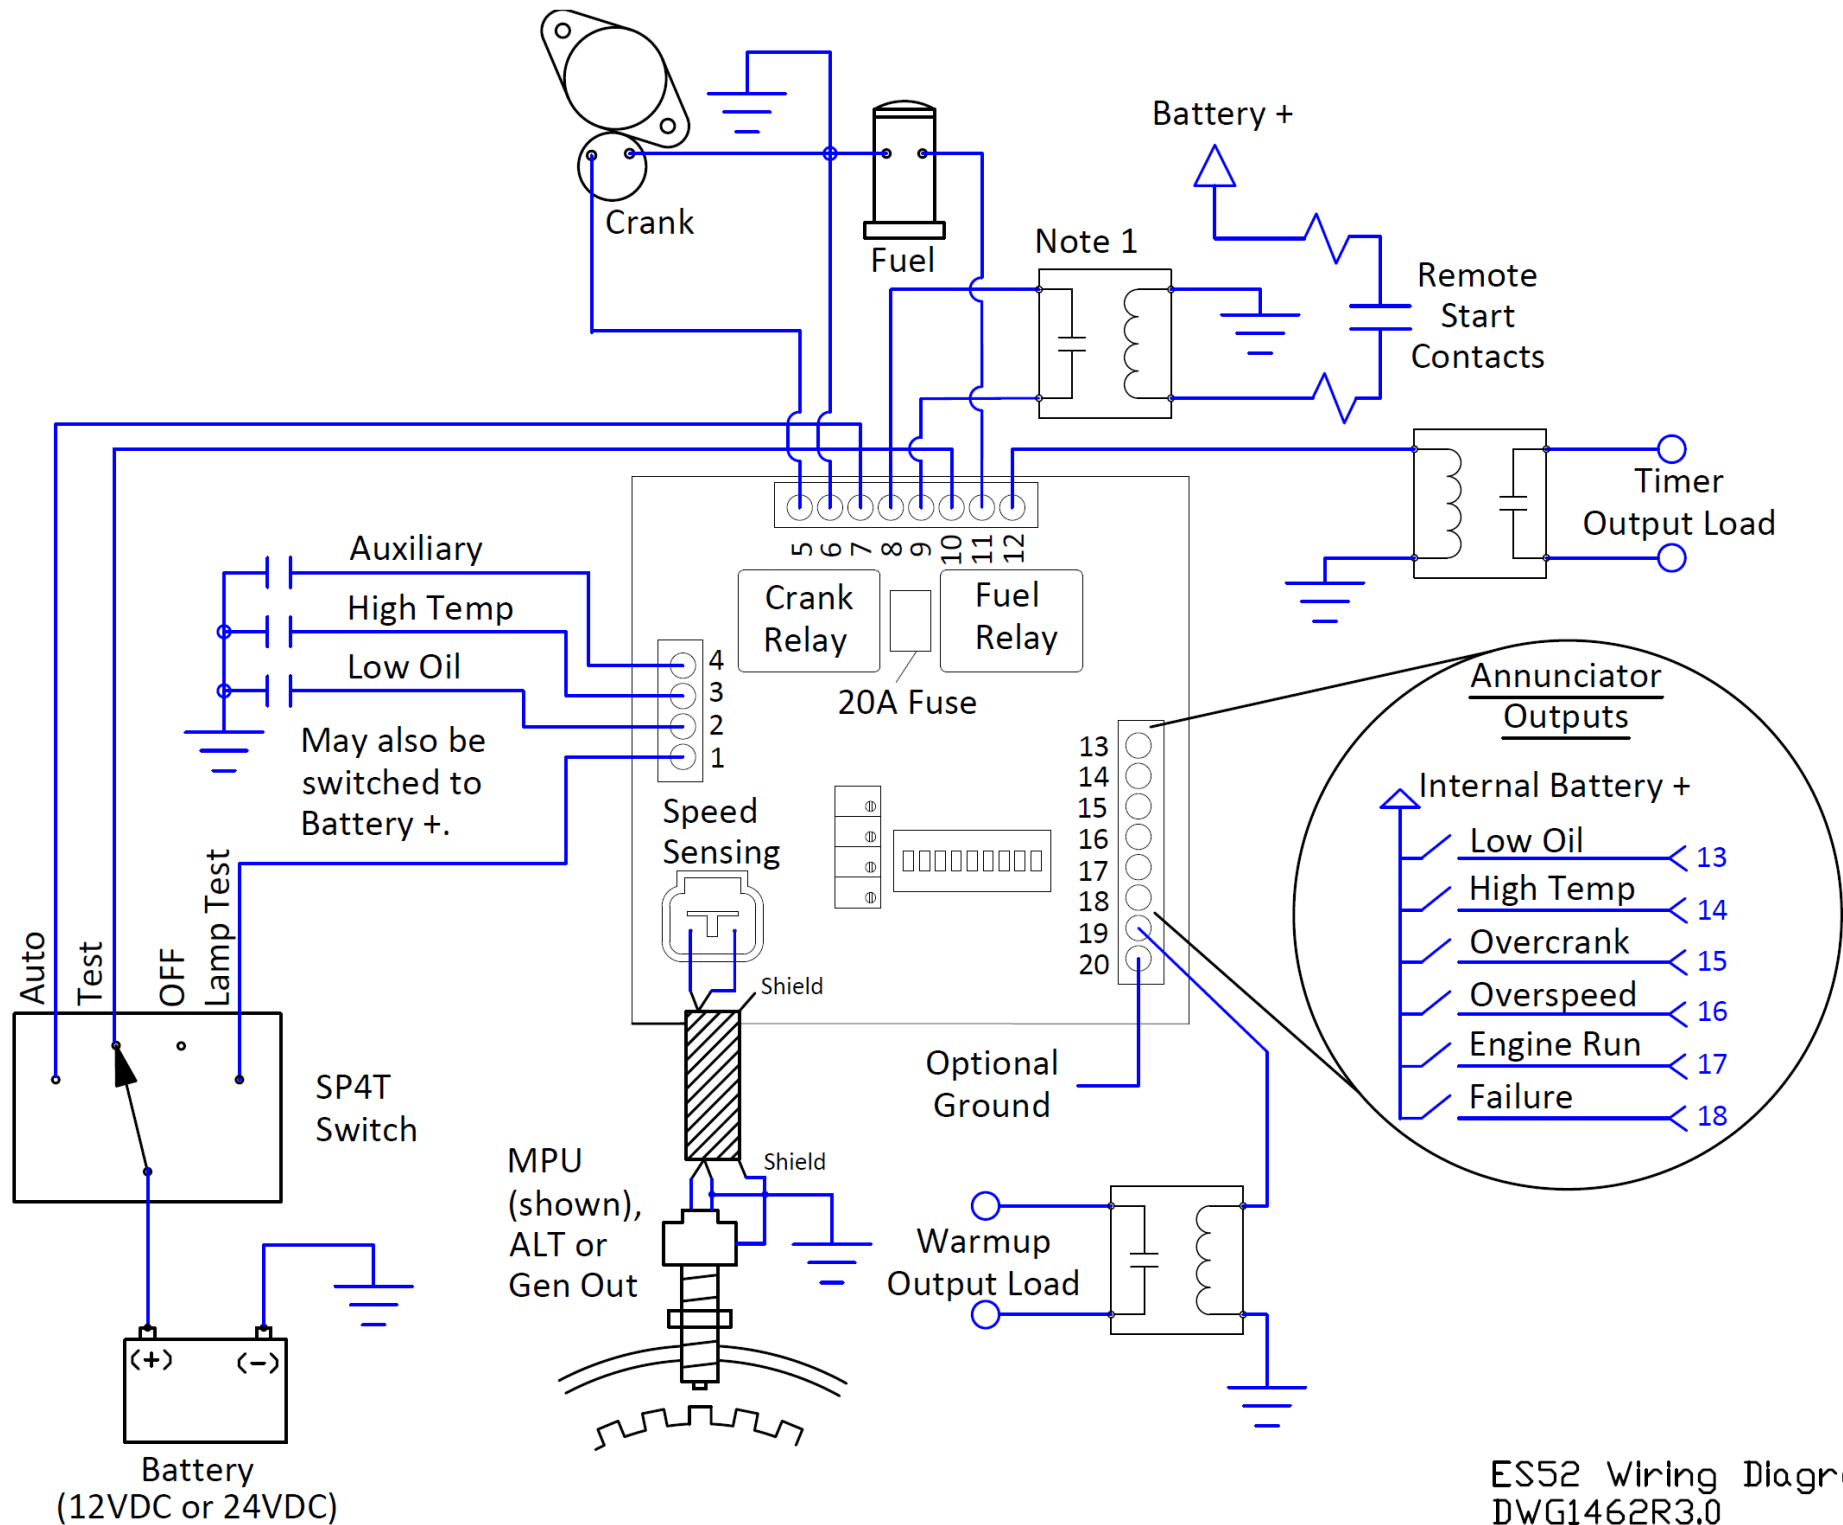 Crank
Fuel
Note 1
Battery +
Remote
Start
Contacts
Timer
Output Load
5 6 7 8 9 10 11 12
Crank
Relay
Fuel
Relay
20A Fuse
Auxiliary
High Temp
Low Oil
May also be
switched to
Battery +.
4
3
2
1
Speed
Sensing
Shield
13
14
15
16
17
18
19
20
Annunciator
Outputs
Internal Battery +
Low Oil 13
High Temp 14
Overcrank 15
Overspeed 16
Engine Run 17
Failure 18
Auto
Test
OFF
Lamp Test
SP4T
Switch
Optional
Ground
MPU
(shown),
ALT or
Gen Out
Shield
Warmup
Output Load
(+) (-)
Battery
(12VDC or 24VDC)
ES52 Wiring Diagr
DWG1462R3.0